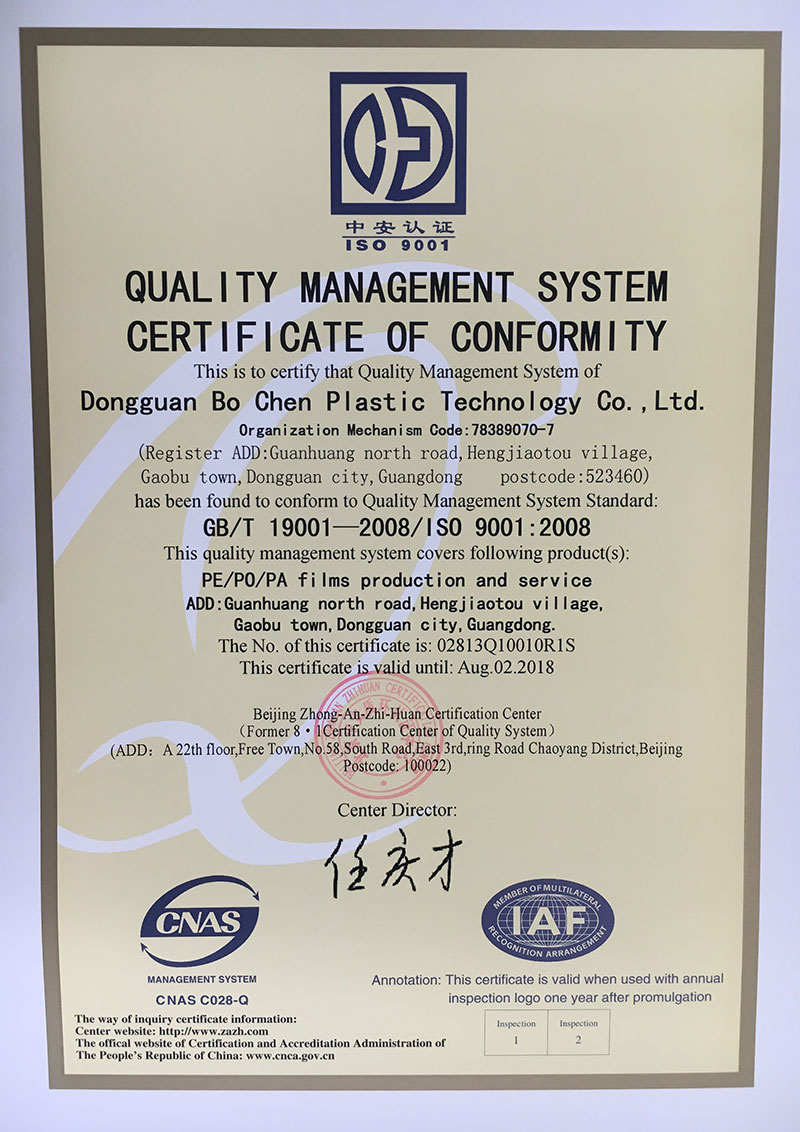 中安认证
ISO 9001
QUALITY MANAGEMENT SYSTEM
CERTIFICATE OF CONFORMITY
This is to certify that Quality Management System of
Dongguan Bo Chen Plastic Technology Co.,Ltd.
Organization Mechanism Code:78389070-7
(Register ADD:Guanhuang north road,Hengjiaotou village,
Gaobu town,Dongguan city,Guangdong postcode:523460)
has been found to conform to Quality Management System Standard:
GB/T 19001—2008/ISO 9001:2008
This quality management system covers following product(s):
PE/PO/PA films production and service
ADD:Guanhuang north road,Hengjiaotou village,
Gaobu town,Dongguan city,Guangdong.
The No. of this certificate is: 02813Q10010R1S
This certificate is valid until: Aug.02.2018
Beijing Zhong-An-Zhi-Huan Certification Center
(Former 8·1Certification Center of Quality System)
(ADD: A 22th floor,Free Town,No.58,South Road,East 3rd,ring Road Chaoyang District,Beijing
Postcode: 100022)
Center Director:
任庆才
CNAS
MANAGEMENT SYSTEM
CNAS C028-Q
MEMBER OF MULTILATERAL
IAF
RECOGNITION ARRANGEMENT
Annotation: This certificate is valid when used with annual
inspection logo one year after promulgation
The way of inquiry certificate information:
Center website: http://www.zazh.com
The offical website of Certification and Accreditation Administration of
The People's Republic of China: www.cnca.gov.cn
Inspection
1
Inspection
2